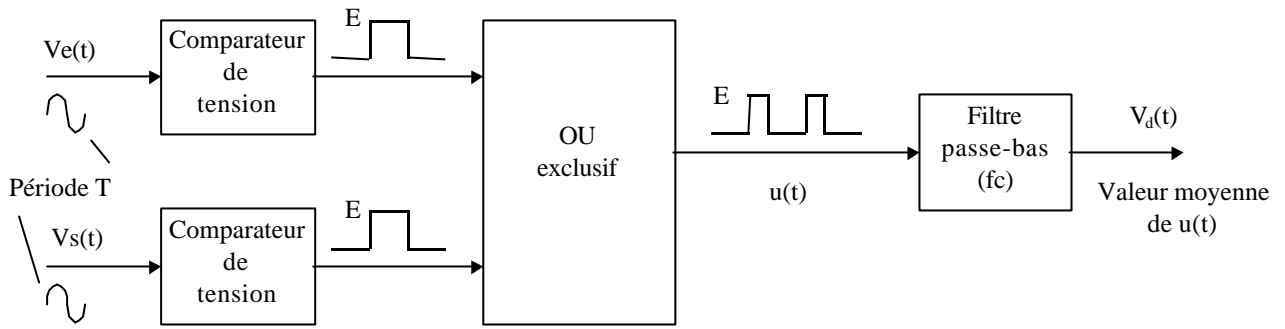 Ve(t)
Comparateur
de
tension
E
Période T
Vs(t)
Comparateur
de
tension
E
OU
exclusif
E
u(t)
Filtre
passe-bas
(fc)
Vd(t)
Valeur moyenne
de u(t)